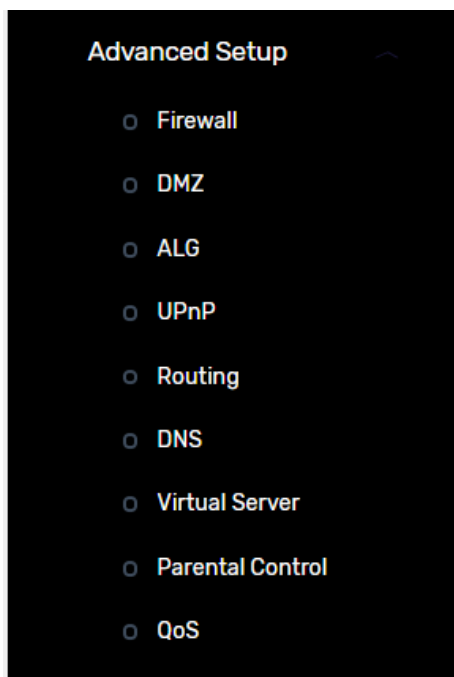 Advanced Setup
Firewall
DMZ
ALG
UPnP
Routing
DNS
Virtual Server
Parental Control
QoS